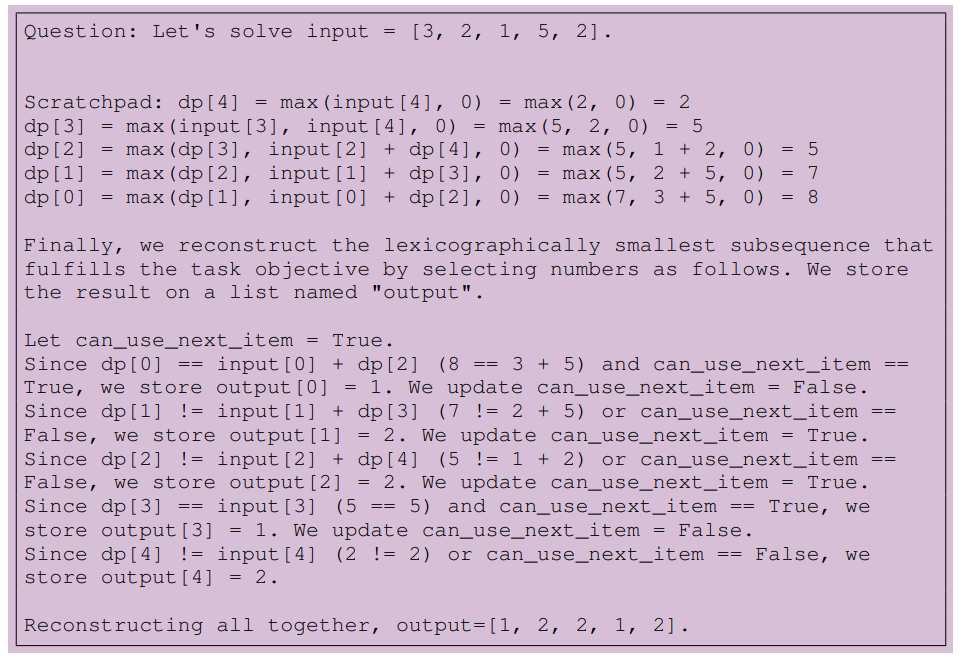 Question: Let's solve input = [3, 2, 1, 5, 2].
Scratchpad: dp[4] = max(input[4], 0) = max(2, 0) = 2
dp[3] = max(input[3], input[4], 0) = max(5, 2, 0) = 5
dp[2] = max(dp[3], input[2] + dp[4], 0) = max(5, 1 + 2, 0) = 5
dp[1] = max(dp[2], input[1] + dp[3], 0) = max(5, 2 + 5, 0) = 7
dp[0] = max(dp[1], input[0] + dp[2], 0) = max(7, 3 + 5, 0) = 8
Finally, we reconstruct the lexicographically smallest subsequence that
fulfills the task objective by selecting numbers as follows. We store
the result on a list named "output".
Let can_use_next_item = True.
Since dp[0] == input[0] + dp[2] (8 == 3 + 5) and can_use_next_item ==
True, we store output[0] = 1. We update can_use_next_item = False.
Since dp[1] != input[1] + dp[3] (7 != 2 + 5) or can_use_next_item ==
False, we store output[1] = 2. We update can_use_next_item = True.
Since dp[2] != input[2] + dp[4] (5 != 1 + 2) or can_use_next_item ==
False, we store output[2] = 2. We update can_use_next_item = True.
Since dp[3] == input[3] (5 == 5) and can_use_next_item == True, we
store output[3] = 1. We update can_use_next_item = False.
Since dp[4] != input[4] (2 != 2) or can_use_next_item == False, we
store output[4] = 2.
Reconstructing all together, output=[1, 2, 2, 1, 2].